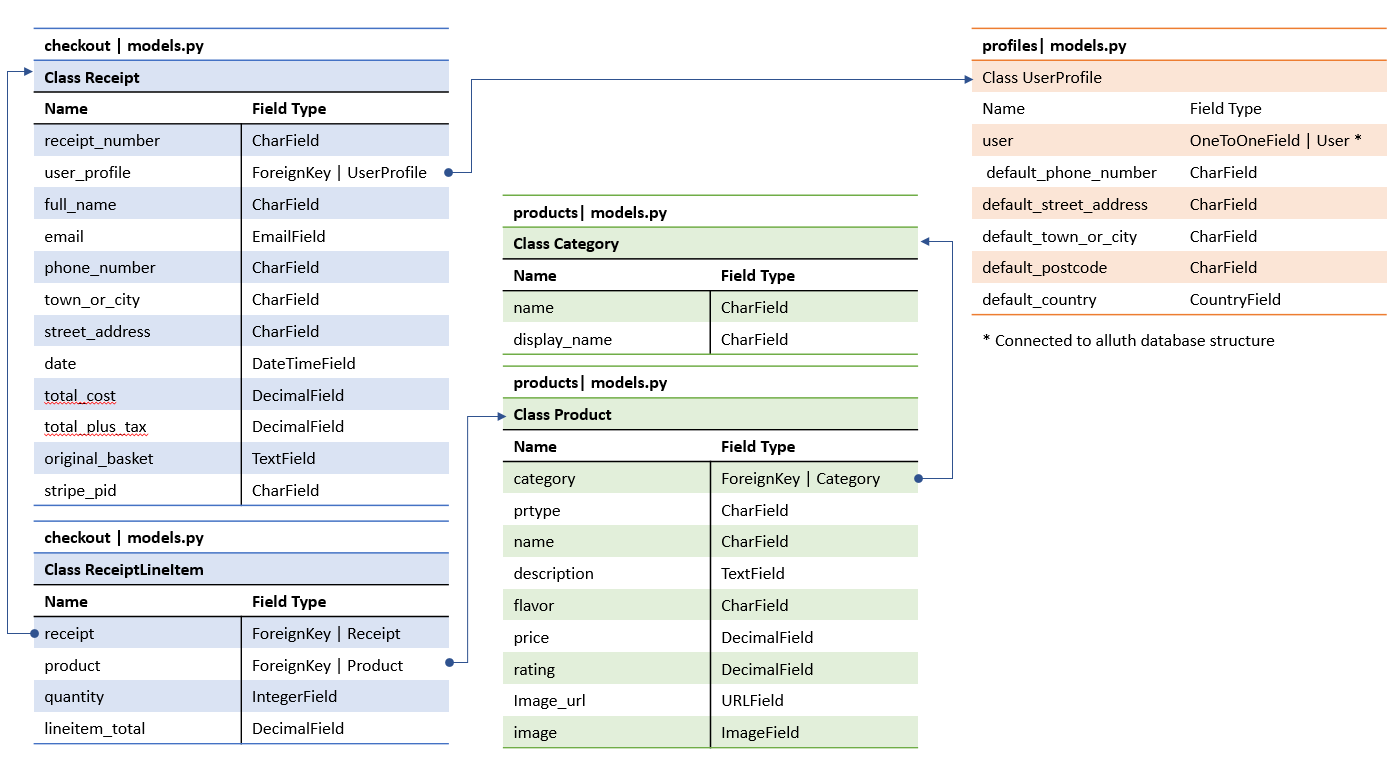 checkout | models.py
Class Receipt
Name Field Type
receipt_number CharField
user_profile ForeignKey | UserProfile
full_name CharField
email EmailField
phone_number CharField
town_or_city CharField
street_address CharField
date DateTimeField
total_cost DecimalField
total_plus_tax DecimalField
original_basket TextField
stripe_pid CharField
checkout | models.py
Class ReceiptLineItem
Name Field Type
receipt ForeignKey | Receipt
product ForeignKey | Product
quantity IntegerField
lineitem_total DecimalField
products| models.py
Class Category
Name Field Type
name CharField
display_name CharField
products| models.py
Class Product
Name Field Type
category ForeignKey | Category
prtype CharField
name CharField
description TextField
flavor CharField
price DecimalField
rating DecimalField
Image_url URLField
image ImageField
profiles| models.py
Class UserProfile
Name Field Type
user OneToOneField | User *
default_phone_number CharField
default_street_address CharField
default_town_or_city CharField
default_postcode CharField
default_country CountryField
* Connected to alluth database structure